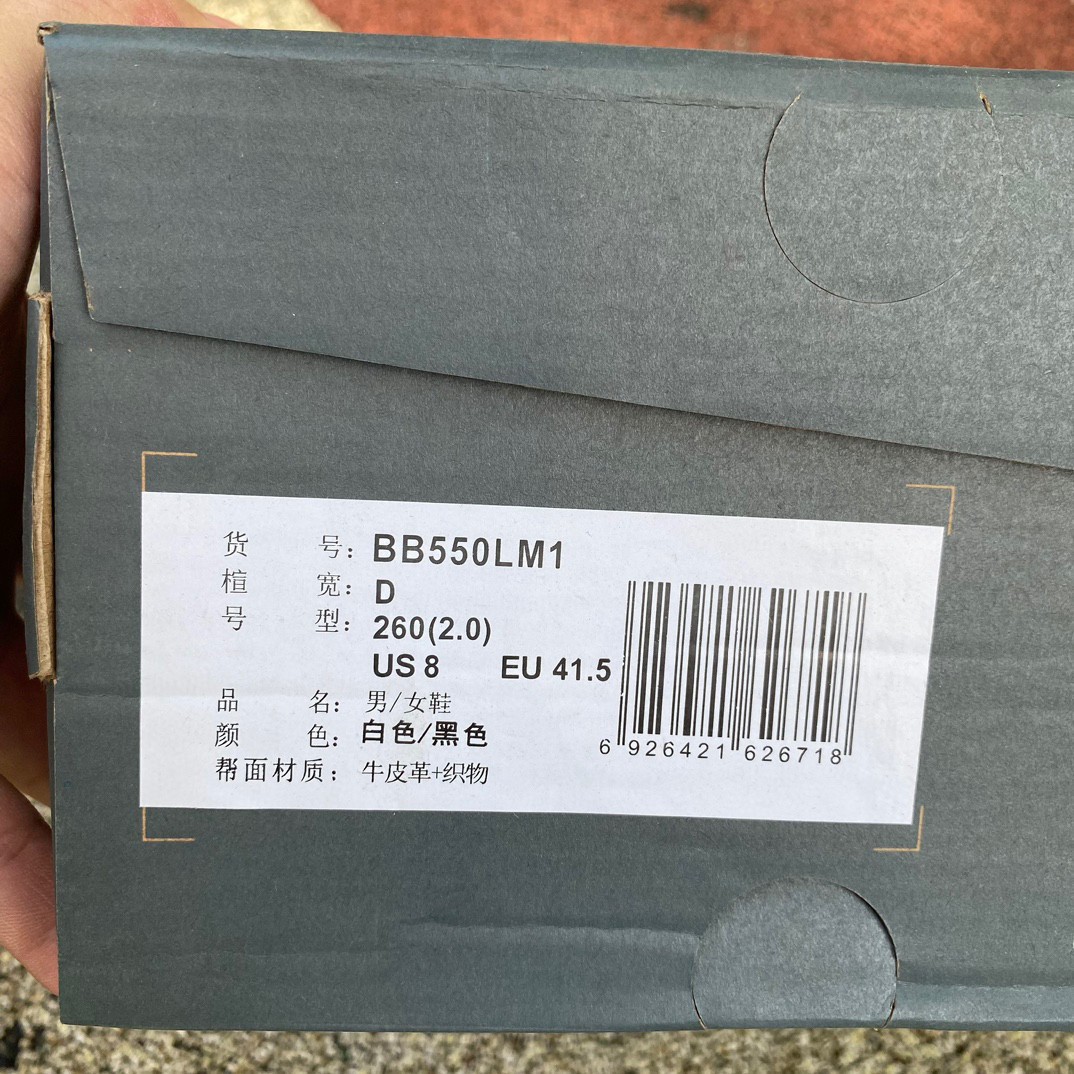 货 号：BB550LM1
楦 宽：D
号 型：260(2.0)
US 8 EU 41.5
品 名：男/女鞋
颜 色：白色/黑色
帮面材质：牛皮革+织物
6 926421 626718